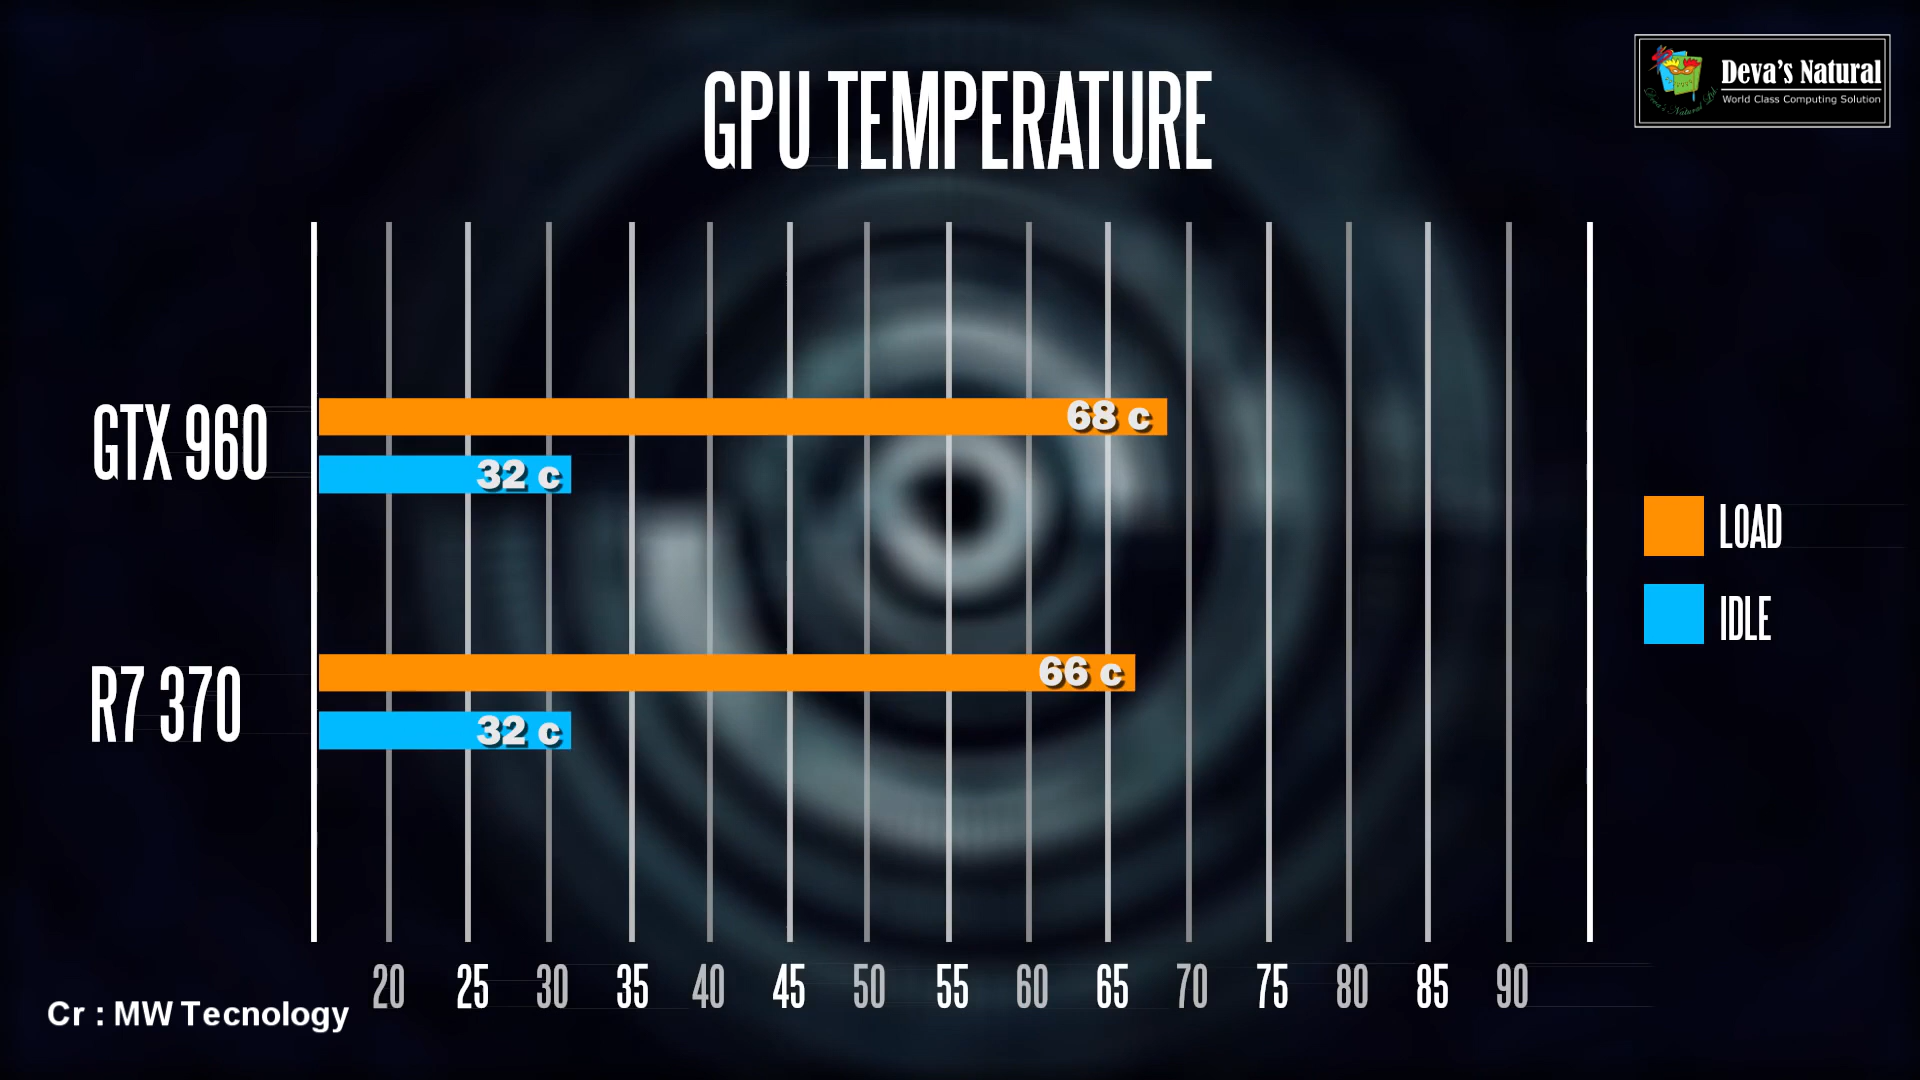 GPU TEMPERATURE
Deva's Natural
World Class Computing Solution
GTX 960
68 c
32 c
R7 370
66 c
32 c
LOAD
IDLE
20 25 30 35 40 45 50 55 60 65 70 75 80 85 90
Cr : MW Tecnology